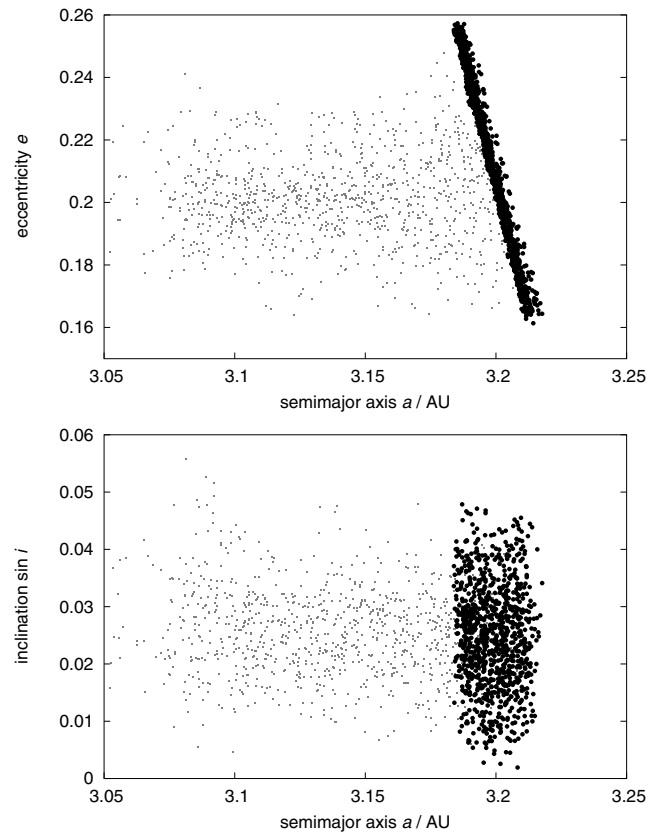 0.26
0.24
0.22
0.2
0.18
0.16
eccentricity e
3.05 3.1 3.15 3.2 3.25
semimajor axis a / AU
0.06
0.05
0.04
0.03
0.02
0.01
0
inclination sin i
3.05 3.1 3.15 3.2 3.25
semimajor axis a / AU